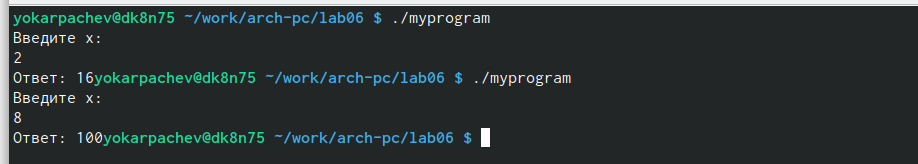 yokarpachev@dk8n75 ~/work/arch-pc/lab06 $ ./myprogram
Введите x:
2
Ответ: 16yokarpachev@dk8n75 ~/work/arch-pc/lab06 $ ./myprogram
Введите x:
8
Ответ: 100yokarpachev@dk8n75 ~/work/arch-pc/lab06 $